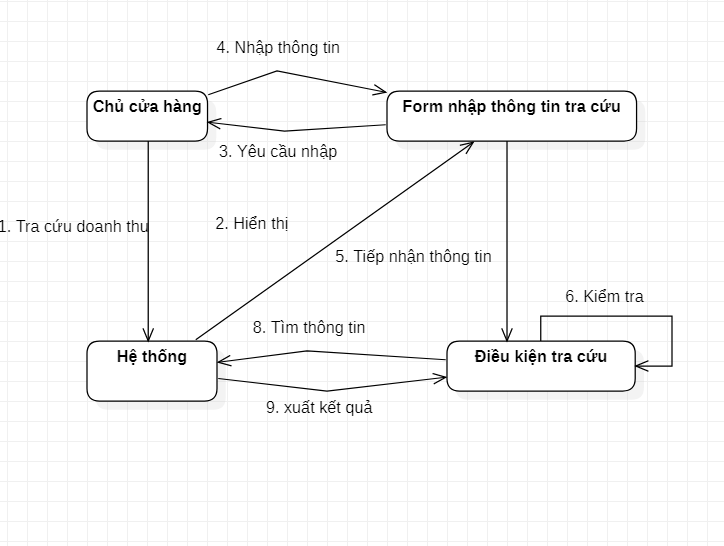 4. Nhập thông tin
Chủ cửa hàng
Form nhập thông tin tra cứu
3. Yêu cầu nhập
1. Tra cứu doanh thu
2. Hiển thị
5. Tiếp nhận thông tin
6. Kiểm tra
8. Tìm thông tin
Hệ thống
Điều kiện tra cứu
9. xuất kết quả